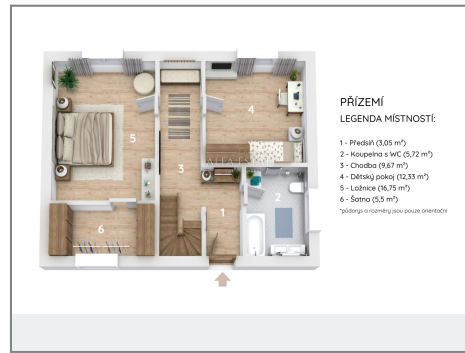 PŘÍZEMÍ
LEGENDA MÍSTNOSTÍ:
1 - Předsíň (3,05 m²)
2 - Koupelna s WC (5,72 m²)
3 - Chodba (9,67 m²)
4 - Dětský pokoj (12,33 m²)
5 - Ložnice (16,75 m²)
6 - Šatna (5,5 m²)
*půdorys a rozměry jsou pouze orientační
4
5
3
1
2
6